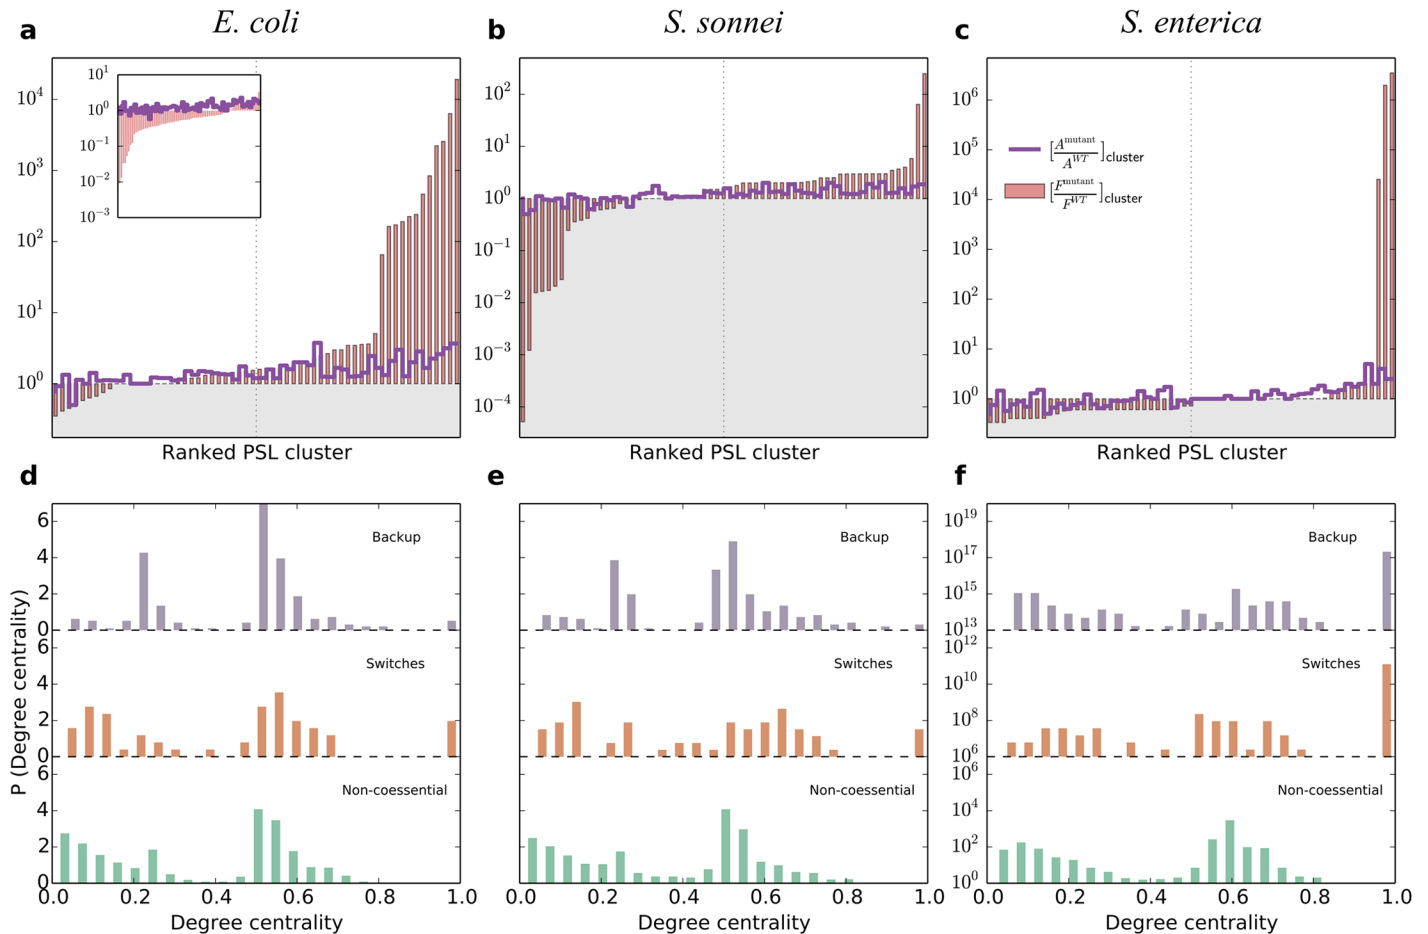 a E. coli
b S. sonnei
c S. enterica
10^4
10^3
10^2
10^1
10^0
10^1
10^0
10^-1
10^-2
10^-3
Ranked PSL cluster
10^2
10^1
10^0
10^-1
10^-2
10^-3
10^-4
Ranked PSL cluster
10^6
10^5
10^4
10^3
10^2
10^1
10^0
[A^mutant / A^WT]cluster
[F^mutant / F^WT]cluster
Ranked PSL cluster
d
P (Degree centrality)
6
4
2
0
Backup
6
4
2
0
Switches
6
4
2
0
Non-coessential
0.0 0.2 0.4 0.6 0.8 1.0
Degree centrality
e
Backup
Switches
Non-coessential
0.0 0.2 0.4 0.6 0.8 1.0
Degree centrality
f
10^19
10^17
10^15
10^13
Backup
10^12
10^10
10^8
10^6
Switches
10^6
10^4
10^2
10^0
Non-coessential
0.0 0.2 0.4 0.6 0.8 1.0
Degree centrality